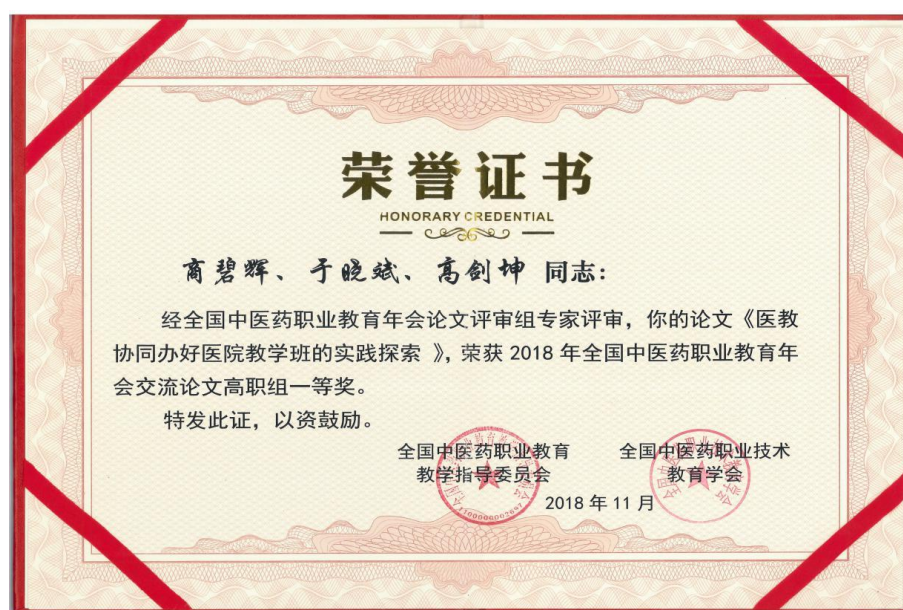 荣誉证书
HONORARY CREDENTIAL
商碧辉、于晓斌、高剑坤 同志：
经全国中医药职业教育年会论文评审组专家评审，你的论文《医教
协同办好医院教学班的实践探索 》，荣获 2018 年全国中医药职业教育年
会交流论文高职组一等奖。
特发此证，以资鼓励。
全国中医药职业教育
教学指导委员会
全国中医药职业技术
教育学会
2018 年 11 月